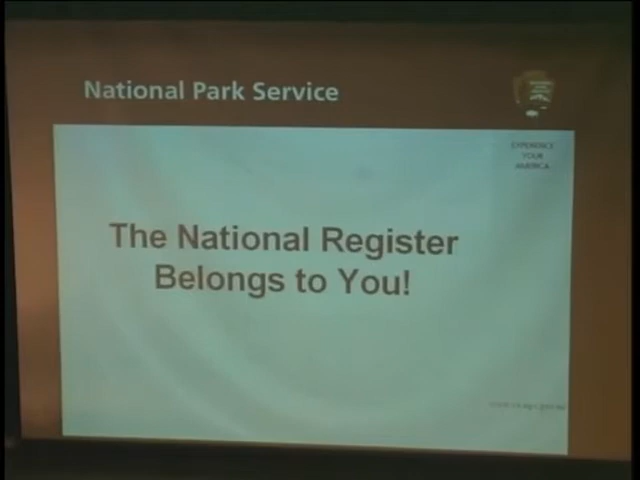 National Park Service
EXPERIENCE
YOUR
AMERICA
The National Register
Belongs to You!